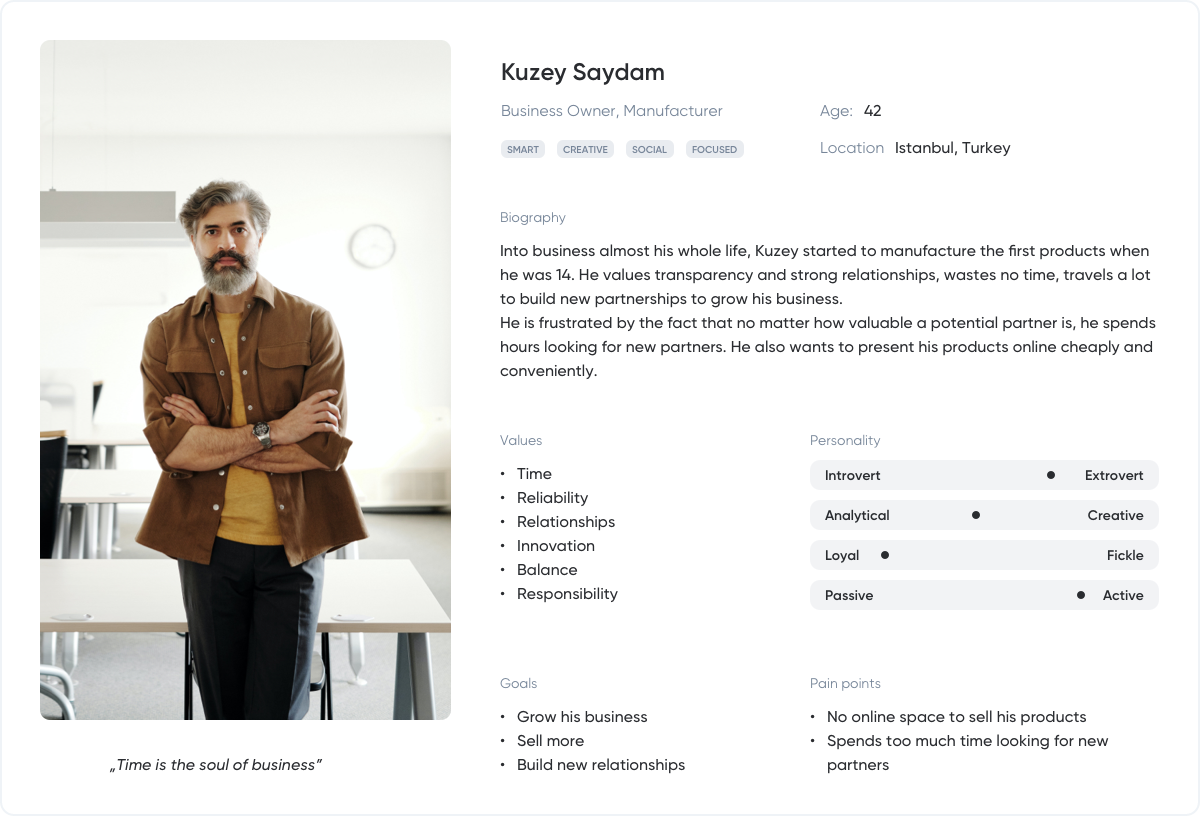 Kuzey Saydam
Business Owner, Manufacturer
Age: 42
SMART CREATIVE SOCIAL FOCUSED
Location Istanbul, Turkey
Biography
Into business almost his whole life, Kuzey started to manufacture the first products when
he was 14. He values transparency and strong relationships, wastes no time, travels a lot
to build new partnerships to grow his business.
He is frustrated by the fact that no matter how valuable a potential partner is, he spends
hours looking for new partners. He also wants to present his products online cheaply and
conveniently.
Values
• Time
• Reliability
• Relationships
• Innovation
• Balance
• Responsibility
Personality
Introvert Extrovert
Analytical Creative
Loyal Fickle
Passive Active
Goals
• Grow his business
• Sell more
• Build new relationships
Pain points
• No online space to sell his products
• Spends too much time looking for new
partners
„Time is the soul of business”